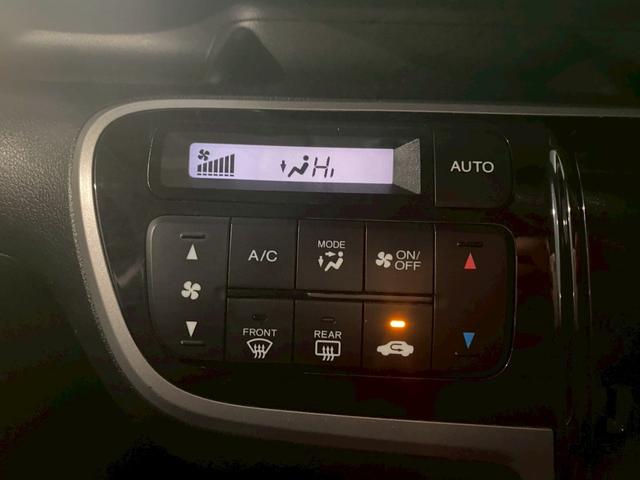 Hi
AUTO
A/C
MODE
ON/
OFF
FRONT
REAR